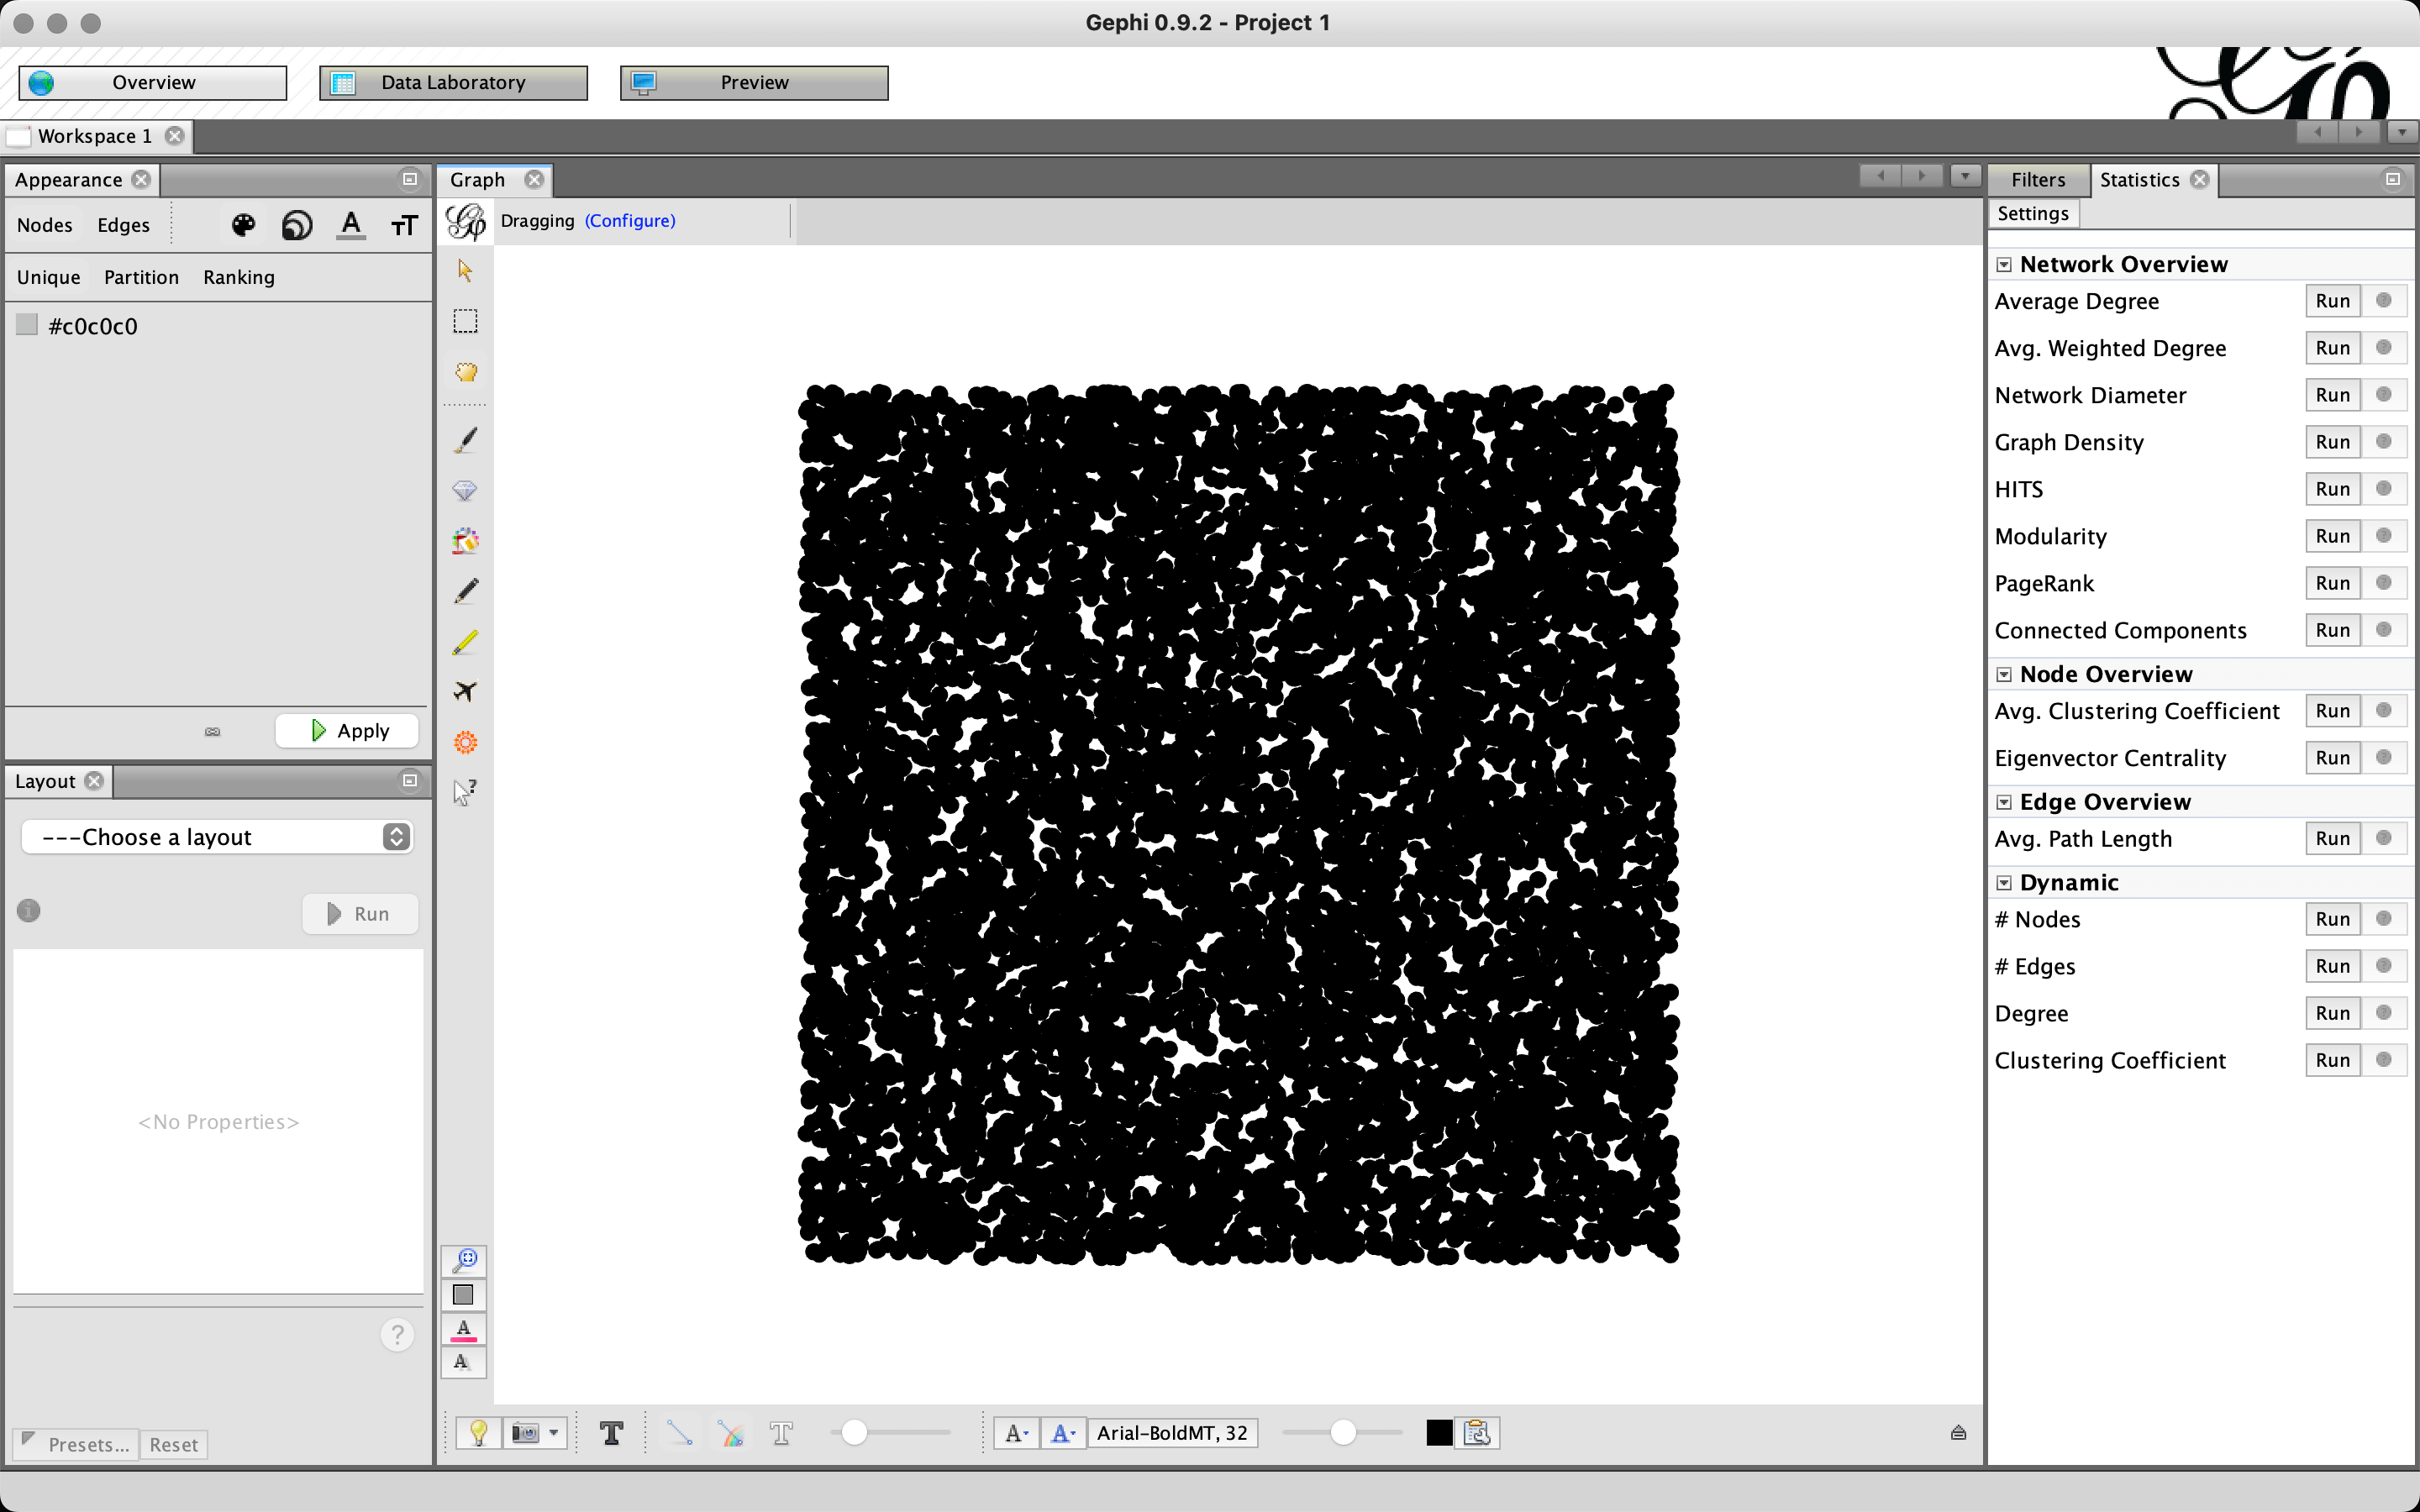 Gephi 0.9.2 - Project 1
Overview
Data Laboratory
Preview
Workspace 1
Appearance
Nodes Edges
Unique Partition Ranking
#c0c0c0
Apply
Layout
---Choose a layout
Run
<No Properties>
?
Presets...
Reset
Graph
Dragging (Configure)
Arial-BoldMT, 32
Filters
Statistics
Settings
Network Overview
Average Degree Run
Avg. Weighted Degree Run
Network Diameter Run
Graph Density Run
HITS Run
Modularity Run
PageRank Run
Connected Components Run
Node Overview
Avg. Clustering Coefficient Run
Eigenvector Centrality Run
Edge Overview
Avg. Path Length Run
Dynamic
# Nodes Run
# Edges Run
Degree Run
Clustering Coefficient Run